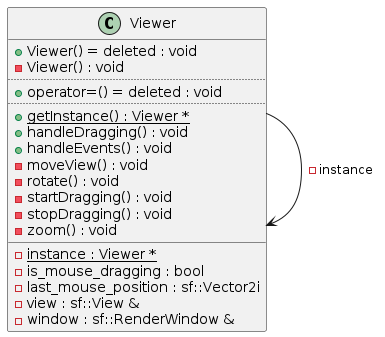 C Viewer
Viewer() = deleted : void
Viewer() : void
operator=() = deleted : void
getInstance() : Viewer *
handleDragging() : void
handleEvents() : void
moveView() : void
rotate() : void
startDragging() : void
stopDragging() : void
zoom() : void
instance
instance : Viewer *
is_mouse_dragging : bool
last_mouse_position : sf::Vector2i
view : sf::View &
window : sf::RenderWindow &